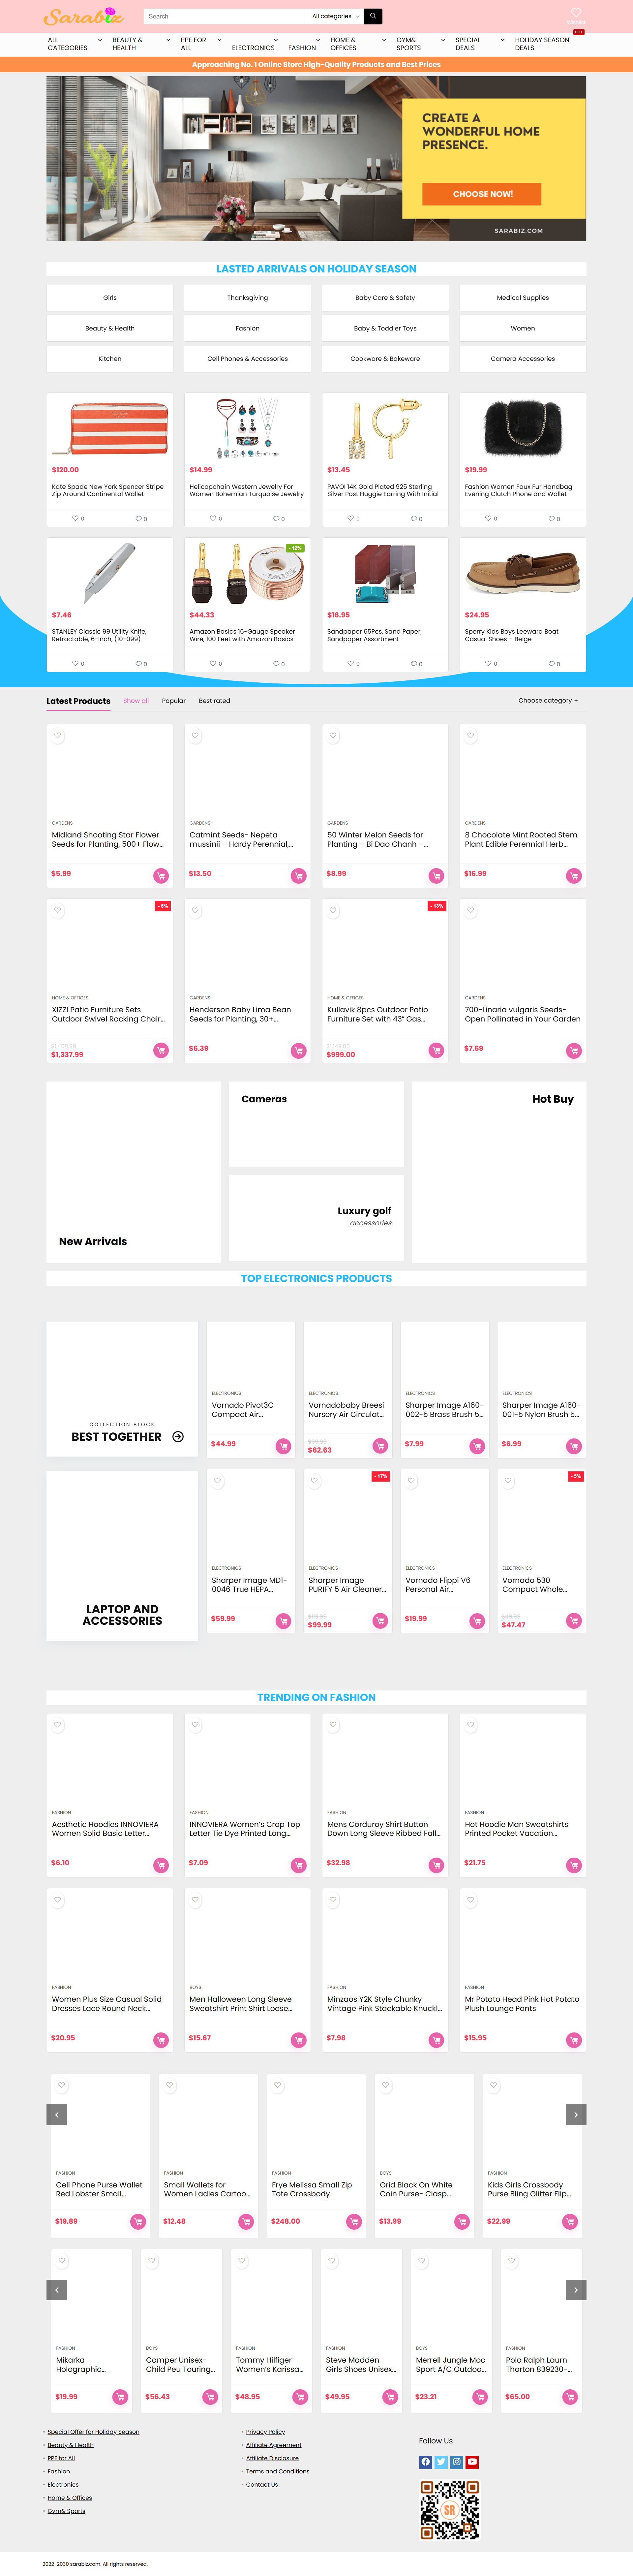 Sarabiz
Search
All categories
Wishlist
ALL CATEGORIES
BEAUTY & HEALTH
PPE FOR ALL
ELECTRONICS
FASHION
HOME & OFFICES
GYM& SPORTS
SPECIAL DEALS
HOLIDAY SEASON DEALS
HOT
Approaching No. 1 Online Store High-Quality Products and Best Prices
CREATE A
WONDERFUL HOME
PRESENCE.
CHOOSE NOW!
SARABIZ.COM
LASTED ARRIVALS ON HOLIDAY SEASON
Girls
Thanksgiving
Baby Care & Safety
Medical Supplies
Beauty & Health
Fashion
Baby & Toddler Toys
Women
Kitchen
Cell Phones & Accessories
Cookware & Bakeware
Camera Accessories
$120.00
Kate Spade New York Spencer Stripe
Zip Around Continental Wallet
0 0
$14.99
Helicopchain Western Jewelry For
Women Bohemian Turquoise Jewelry
0 0
$13.45
PAVOI 14K Gold Plated 925 Sterling
Silver Post Huggie Earring With Initial
0 0
$19.99
Fashion Women Faux Fur Handbag
Evening Clutch Phone and Wallet
0 0
$7.46
STANLEY Classic 99 Utility Knife,
Retractable, 6-Inch, (10-099)
0 0
- 12%
$44.33
Amazon Basics 16-Gauge Speaker
Wire, 100 Feet with Amazon Basics
0 0
$16.95
Sandpaper 65Pcs, Sand Paper,
Sandpaper Assortment
0 0
$24.95
Sperry Kids Boys Leeward Boat
Casual Shoes – Beige
0 0
Latest Products
Show all
Popular
Best rated
Choose category +
GARDENS
Midland Shooting Star Flower
Seeds for Planting, 500+ Flow...
$5.99
GARDENS
Catmint Seeds- Nepeta
mussinii – Hardy Perennial,...
$13.50
GARDENS
50 Winter Melon Seeds for
Planting – Bi Dao Chanh –...
$8.99
GARDENS
8 Chocolate Mint Rooted Stem
Plant Edible Perennial Herb...
$16.99
- 8%
HOME & OFFICES
XIZZI Patio Furniture Sets
Outdoor Swivel Rocking Chair...
$1,337.99
GARDENS
Henderson Baby Lima Bean
Seeds for Planting, 30+...
$6.39
- 13%
HOME & OFFICES
Kullavik 8pcs Outdoor Patio
Furniture Set with 43” Gas...
$999.00
GARDENS
700-Linaria vulgaris Seeds-
Open Pollinated in Your Garden
$7.69
New Arrivals
Cameras
Luxury golf
accessories
Hot Buy
TOP ELECTRONICS PRODUCTS
COLLECTION BLOCK
BEST TOGETHER
ELECTRONICS
Vornado Pivot3C
Compact Air...
$44.99
ELECTRONICS
Vornadobaby Breesi
Nursery Air Circulat...
$62.63
ELECTRONICS
Sharper Image A160-
002-5 Brass Brush 5...
$7.99
ELECTRONICS
Sharper Image A160-
001-5 Nylon Brush 5...
$6.99
LAPTOP AND
ACCESSORIES
ELECTRONICS
Sharper Image MD1-
0046 True HEPA...
$59.99
- 17%
ELECTRONICS
Sharper Image
PURIFY 5 Air Cleaner...
$99.99
ELECTRONICS
Vornado Flippi V6
Personal Air...
$19.99
- 5%
ELECTRONICS
Vornado 530
Compact Whole...
$47.47
TRENDING ON FASHION
FASHION
Aesthetic Hoodies INNOVIERA
Women Solid Basic Letter...
$6.10
FASHION
INNOVIERA Women’s Crop Top
Letter Tie Dye Printed Long...
$7.09
FASHION
Mens Corduroy Shirt Button
Down Long Sleeve Ribbed Fall...
$32.98
FASHION
Hot Hoodie Man Sweatshirts
Printed Pocket Vacation...
$21.75
FASHION
Women Plus Size Casual Solid
Dresses Lace Round Neck...
$20.95
BOYS
Men Halloween Long Sleeve
Sweatshirt Print Shirt Loose...
$15.67
FASHION
Minzaos Y2K Style Chunky
Vintage Pink Stackable Knuckl...
$7.98
FASHION
Mr Potato Head Pink Hot Potato
Plush Lounge Pants
$15.95
FASHION
Cell Phone Purse Wallet
Red Lobster Small...
$19.89
FASHION
Small Wallets for
Women Ladies Cartoo...
$12.48
FASHION
Frye Melissa Small Zip
Tote Crossbody
$248.00
BOYS
Grid Black On White
Coin Purse- Clasp...
$13.99
FASHION
Kids Girls Crossbody
Purse Bling Glitter Flip...
$22.99
FASHION
Mikarka
Holographic...
$19.99
BOYS
Camper Unisex-
Child Peu Touring...
$56.43
FASHION
Tommy Hilfiger
Women’s Karissa...
$48.95
FASHION
Steve Madden
Girls Shoes Unisex...
$49.95
BOYS
Merrell Jungle Moc
Sport A/C Outdoo...
$23.21
FASHION
Polo Ralph Laurn
Thorton 839230-...
$65.00
Special Offer for Holiday Season
Beauty & Health
PPE for All
Fashion
Electronics
Home & Offices
Gym& Sports
Privacy Policy
Affiliate Agreement
Affiliate Disclosure
Terms and Conditions
Contact Us
Follow Us
SR
2022-2030 sarabiz.com. All rights reserved.